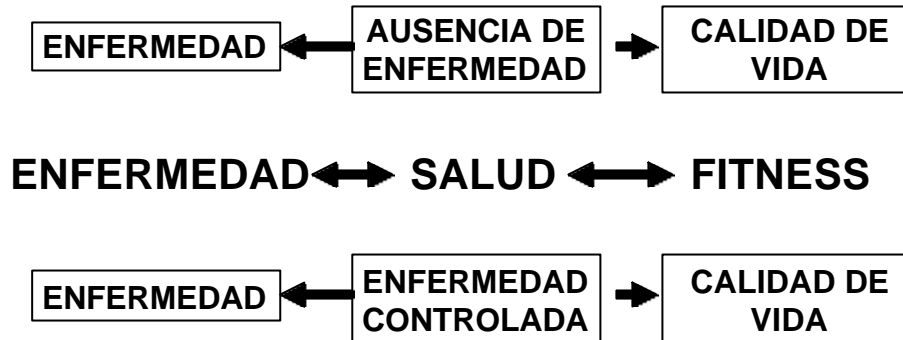 ENFERMEDAD
AUSENCIA DE
ENFERMEDAD
CALIDAD DE
VIDA
ENFERMEDAD SALUD FITNESS
ENFERMEDAD
ENFERMEDAD
CONTROLADA
CALIDAD DE
VIDA